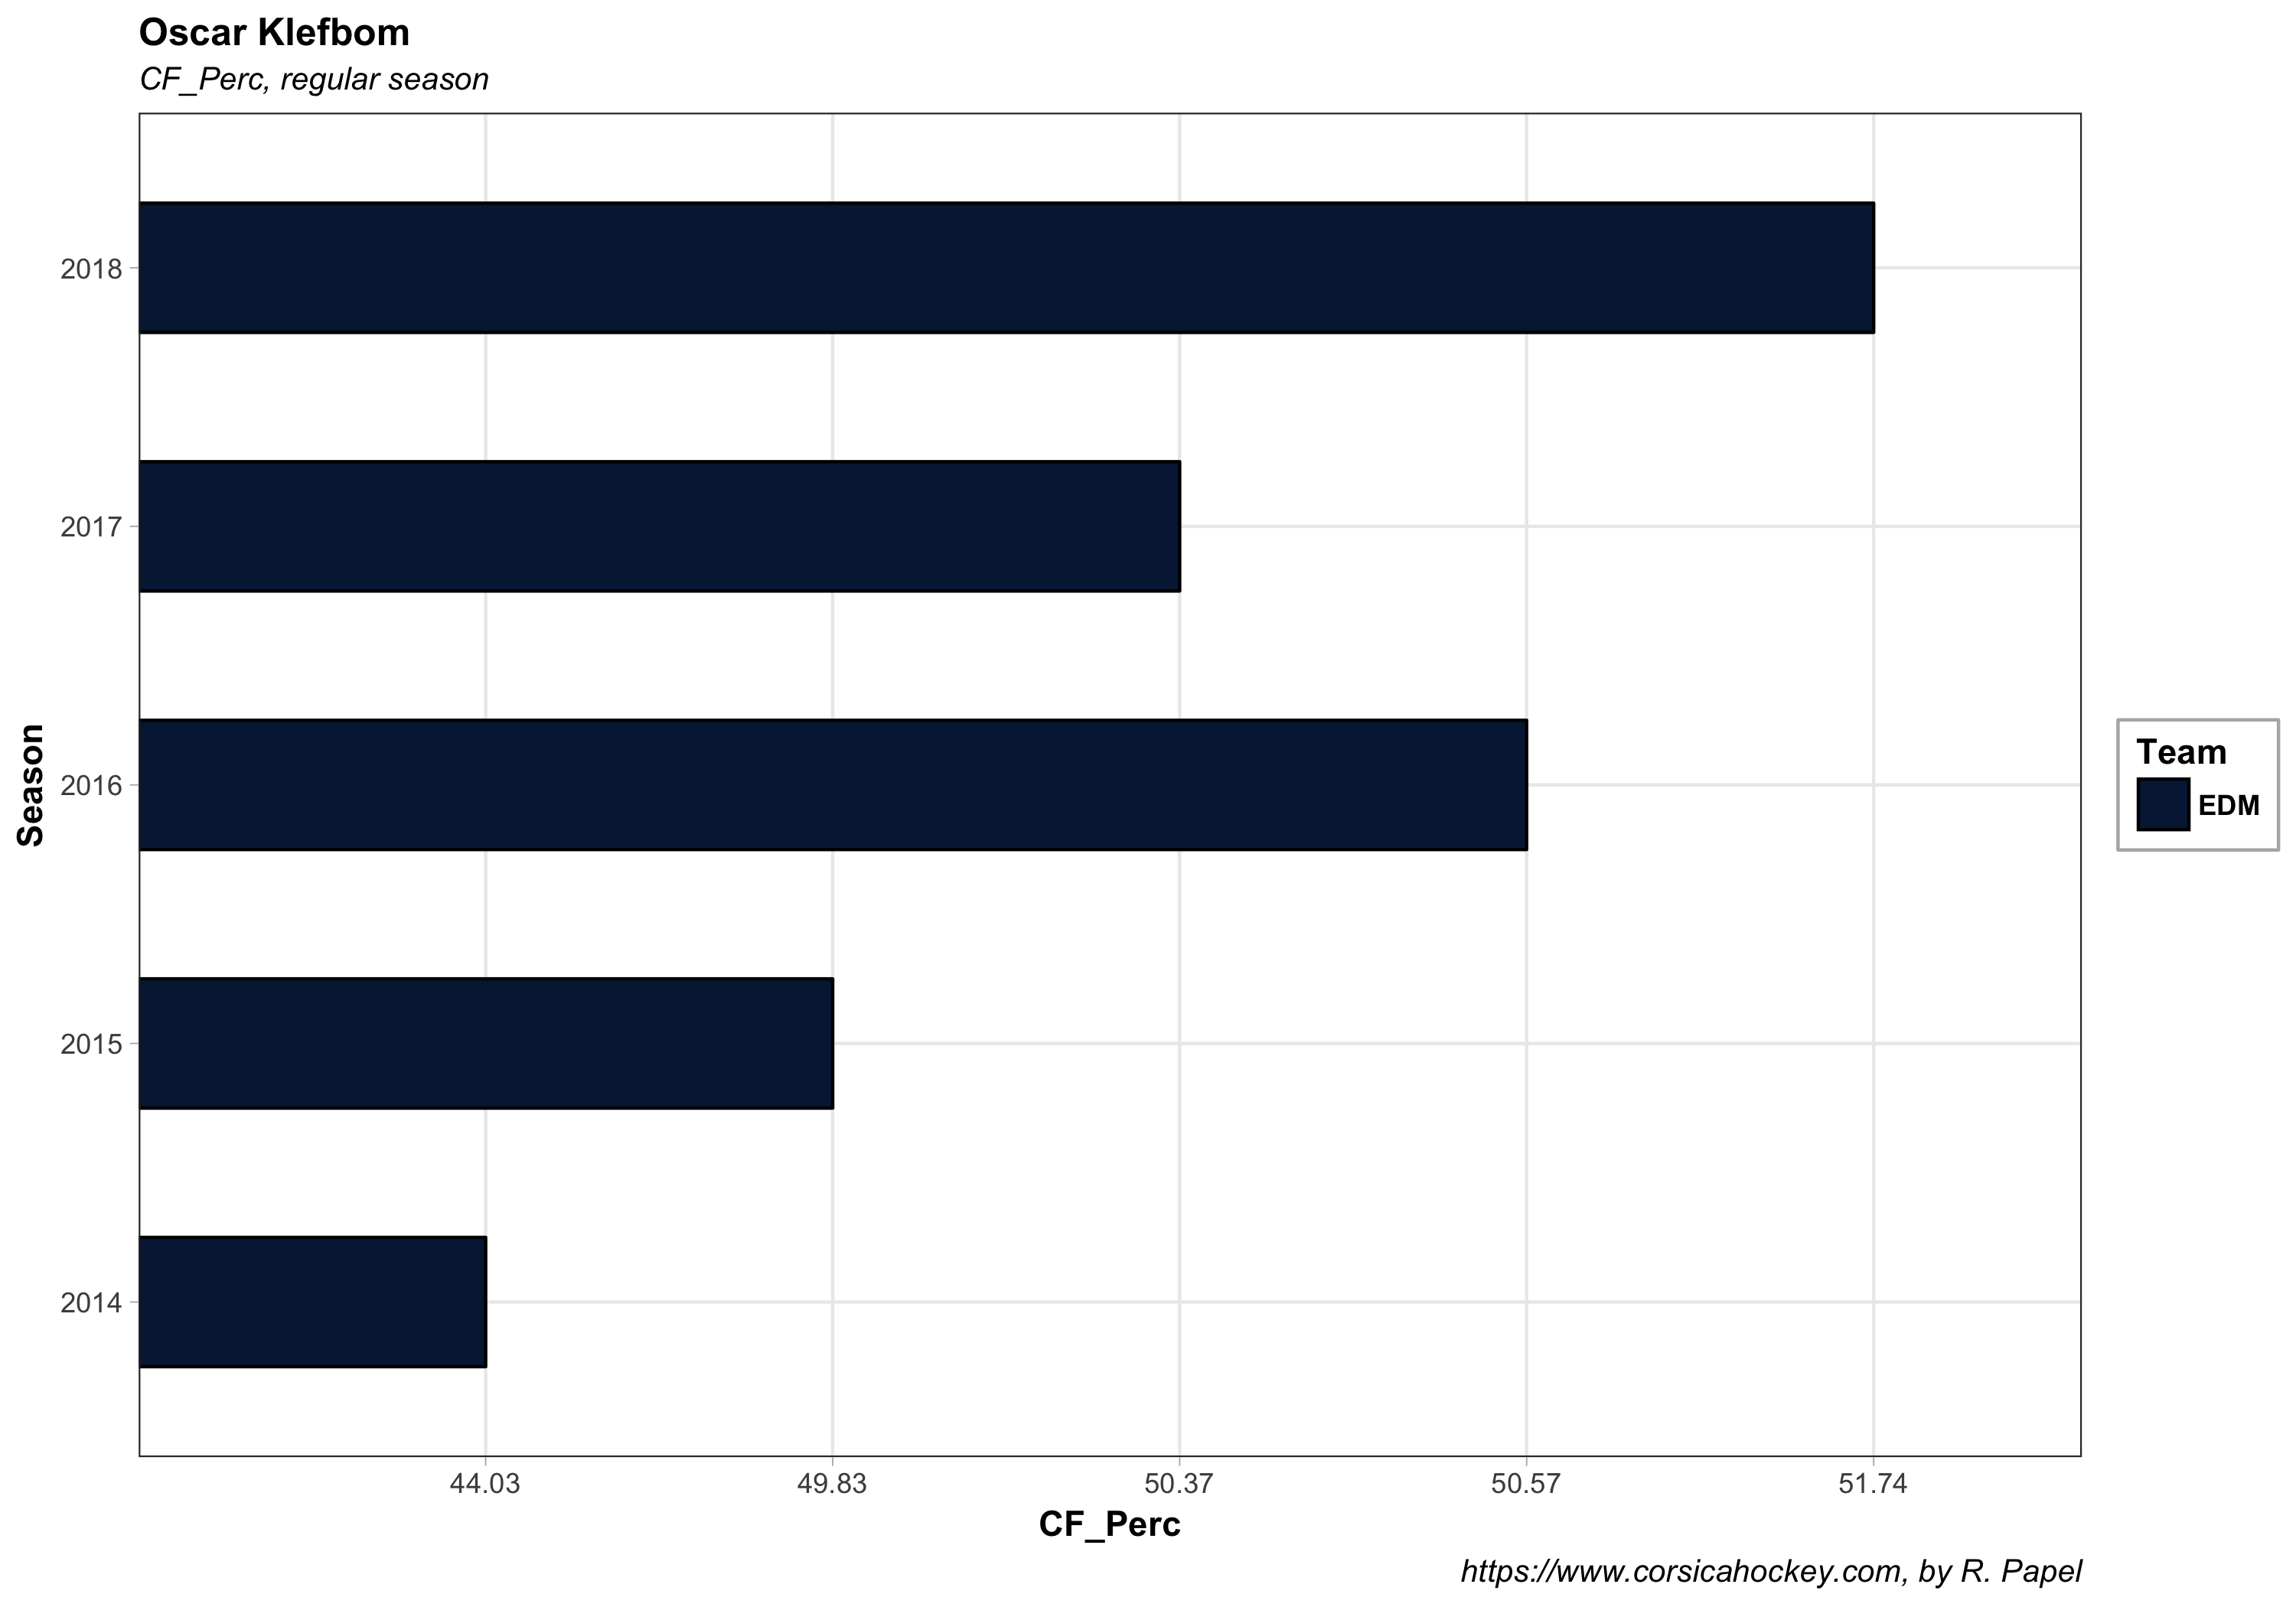 Oscar Klefbom
CF_Perc, regular season
Season
2018
2017
2016
2015
2014
44.03 49.83 50.37 50.57 51.74
CF_Perc
Team
EDM
https://www.corsicahockey.com, by R. Papel